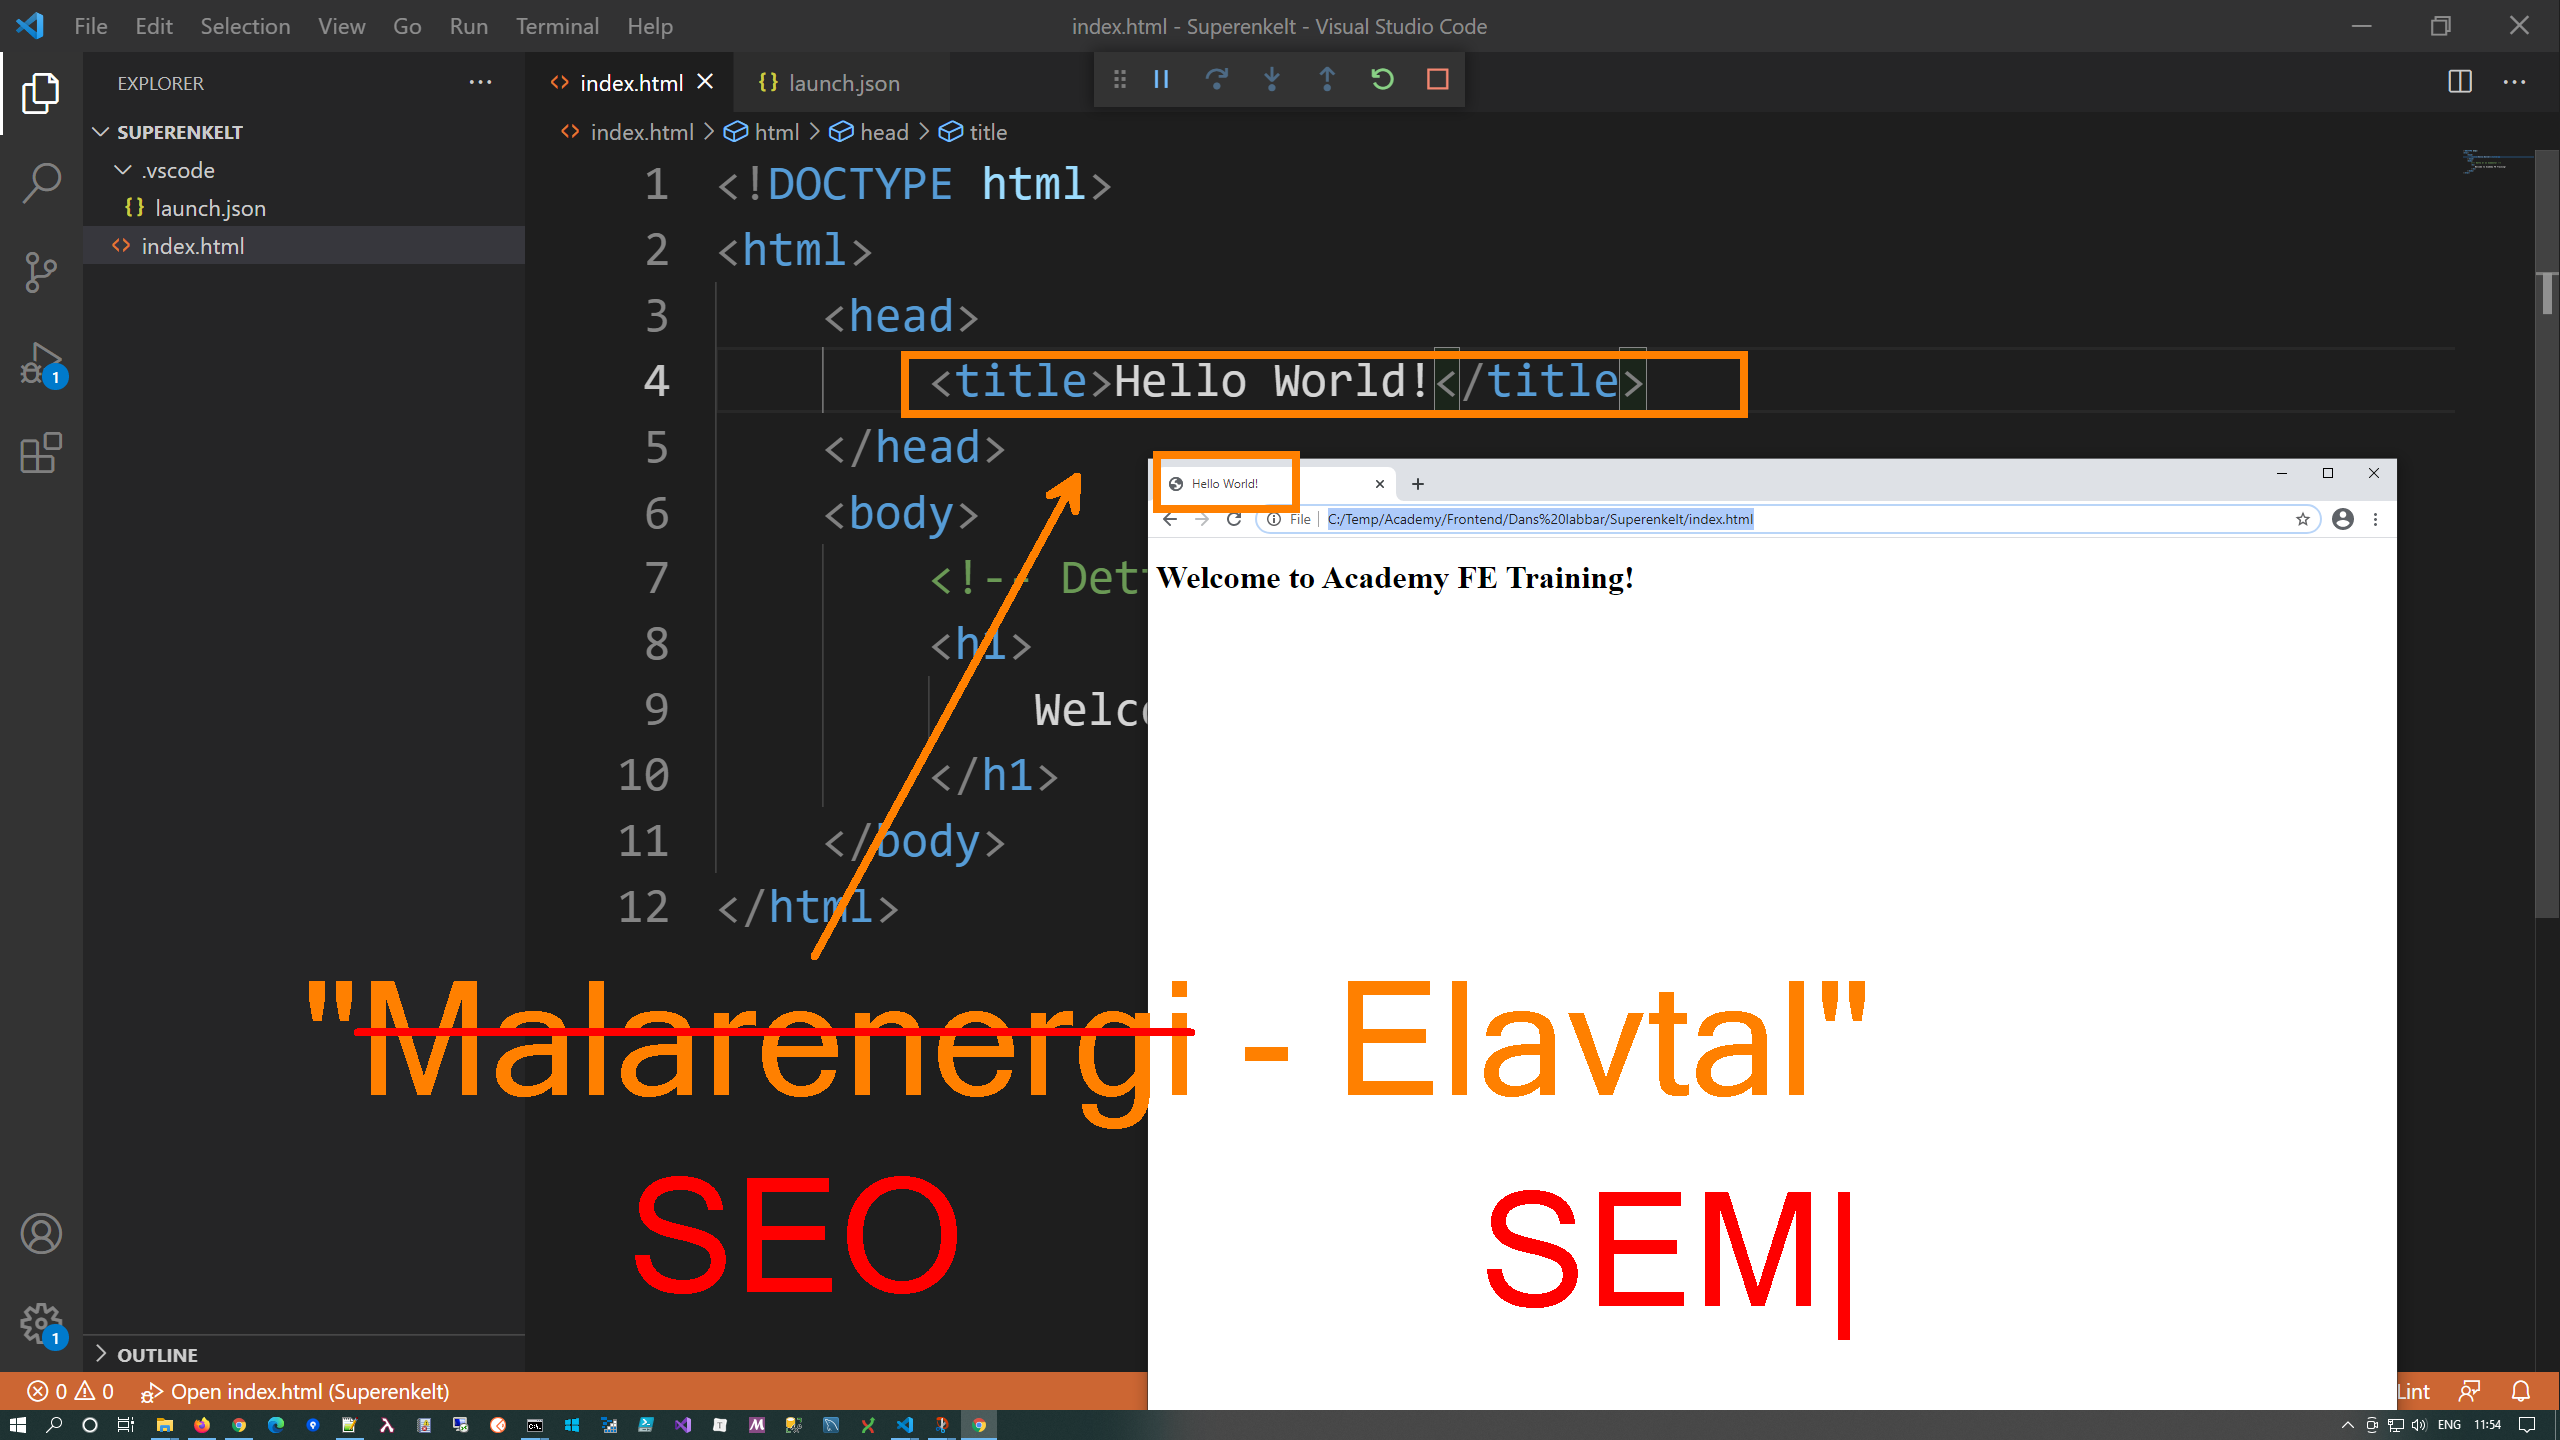 File Edit Selection View Go Run Terminal Help
index.html - Superenkelt - Visual Studio Code
EXPLORER
SUPERENKELT
.vscode
launch.json
index.html
1
1
OUTLINE
index.html
launch.json
index.html > html > head > title
1 <!DOCTYPE html>
2 <html>
3 <head>
4 <title>Hello World!</title>
5 </head>
6 <body>
7 <!-- Det
8 <h1>
9 Welc
10 </h1>
11 </body>
12 </html>
Hello World!
File C:/Temp/Academy/Frontend/Dans%20labbar/Superenkelt/index.html
Welcome to Academy FE Training!
"Malarenergi - Elavtal"
SEO
SEM
0 0 Open index.html (Superenkelt)
Lint
ENG 11:54